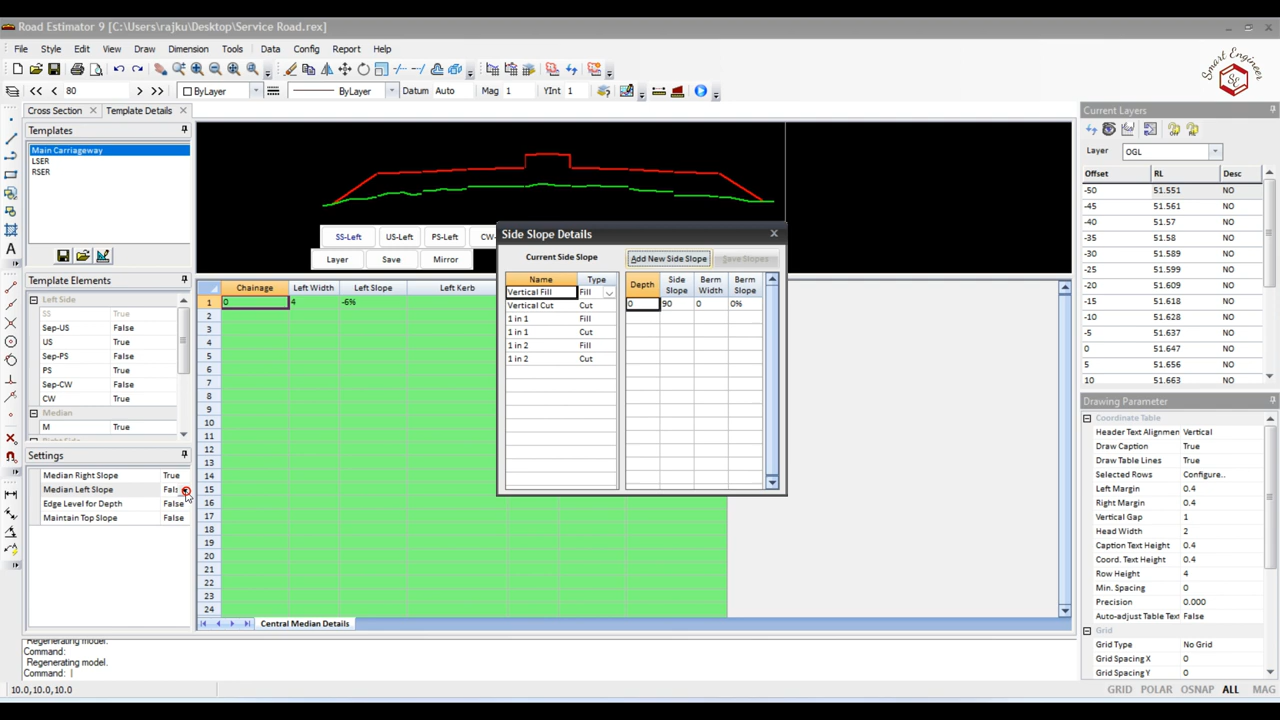 Road Estimator 9 [C:\Users\rajku\Desktop\Service Road.rex]
Smart Engineer
SE
File Style Edit View Draw Dimension Tools Data Config Report Help
80 ByLayer ByLayer Datum Auto Mag 1 YInt 1
Cross Section Template Details
Templates
Main Carriageway
LSER
RSER
SS-Left US-Left PS-Left CW-
Layer Save Mirror
Template Elements
Left Side
SS True
Sep-US False
US True
Sep-PS False
PS True
Sep-CW False
CW True
Median
M True
Settings
Median Right Slope True
Median Left Slope Fals
Edge Level for Depth False
Maintain Top Slope False
Chainage Left Width Left Slope Left Kerb
1 0 4 -6%
2
3
4
5
6
7
8
9
10
11
12
13
14
15
16
17
18
19
20
21
22
23
24
Central Median Details
Side Slope Details
Current Side Slope
Add New Side Slope Save Slopes
Name Type
Vertical Fill Fill
Vertical Cut Cut
1 in 1 Fill
1 in 1 Cut
1 in 2 Fill
1 in 2 Cut
Depth Side Slope Berm Width Berm Slope
0 90 0 0%
Current Layers
Layer OGL
Offset RL Desc
-50 51.551 NO
-45 51.561 NO
-40 51.57 NO
-35 51.58 NO
-30 51.589 NO
-25 51.599 NO
-20 51.609 NO
-15 51.618 NO
-10 51.628 NO
-5 51.637 NO
0 51.647 NO
5 51.656 NO
10 51.663 NO
Drawing Parameter
Coordinate Table
Header Text Alignmen Vertical
Draw Caption True
Draw Table Lines True
Selected Rows Configure..
Left Margin 0.4
Right Margin 0.4
Vertical Gap 1
Head Width 2
Caption Text Height 0.4
Coord. Text Height 0.4
Row Height 4
Min. Spacing 0
Precision 0.000
Auto-adjust Table Text False
Grid
Grid Type No Grid
Grid Spacing X 0
Grid Spacing Y 0
Regenerating model.
Command:
Regenerating model.
Command:
10.0,10.0,10.0
GRID POLAR OSNAP ALL MAG